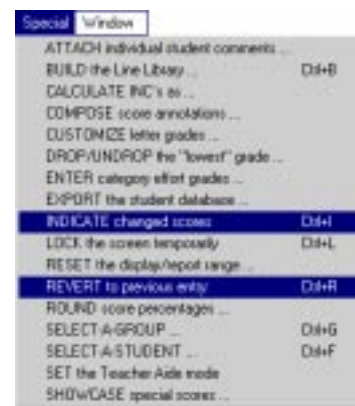 Special Window
ATTACH individual student comments ...
BUILD the Line Library ... Ctrl+B
CALCULATE INC's as ...
COMPOSE score annotations ...
CUSTOMIZE letter grades ...
DROP/UNDROP the "lowest" grade ...
ENTER category effort grades ...
EXPORT the student database ...
INDICATE changed scores Ctrl+I
LOCK the screen temporarily Ctrl+L
RESET the display/report range ...
REVERT to previous entry Ctrl+R
ROUND score percentages ...
SELECT-A-GROUP ... Ctrl+G
SELECT-A-STUDENT ... Ctrl+F
SET the Teacher Aide mode
SHOWCASE special scores ...